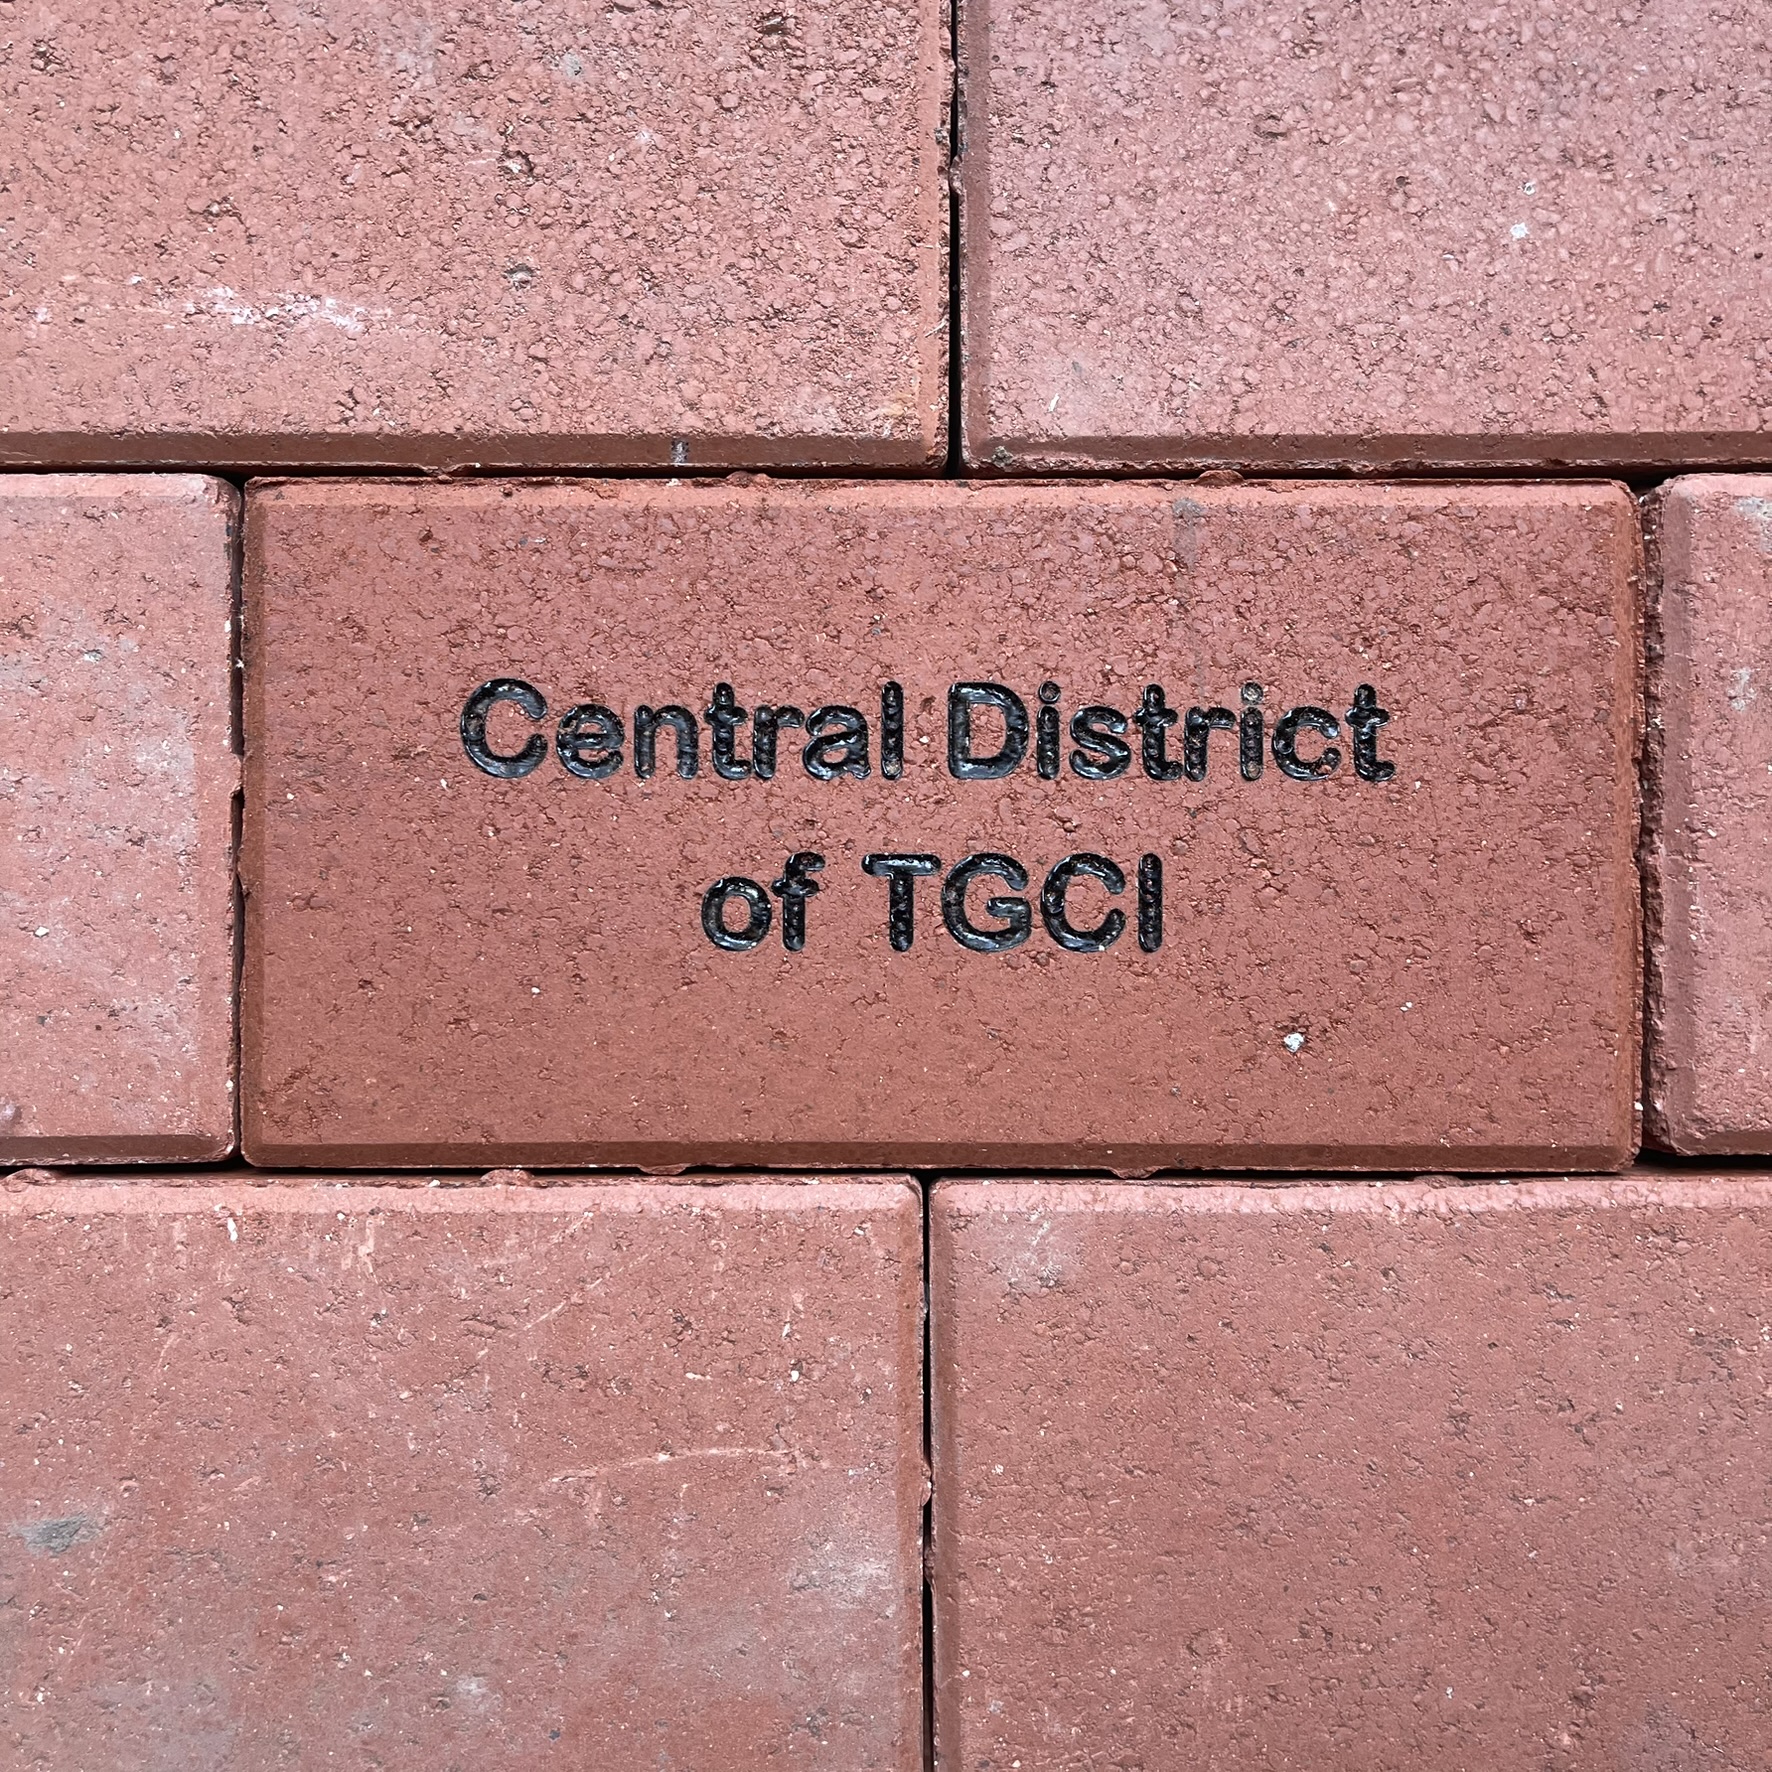 Central District
of TGCI